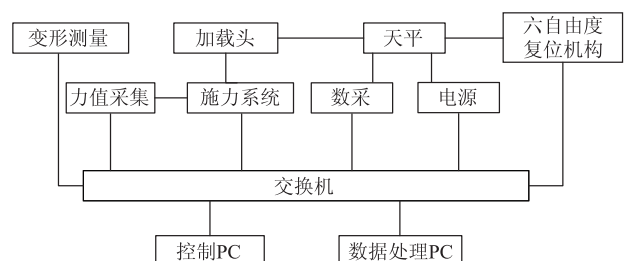 变形测量
加载头
天平
六自由度
复位机构
力值采集
施力系统
数采
电源
交换机
控制PC
数据处理PC